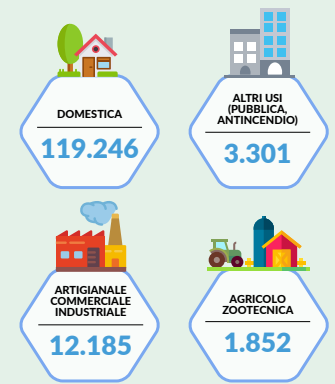 DOMESTICA
119.246
ALTRI USI
(PUBBLICA,
ANTINCENDIO)
3.301
ARTIGIANALE
COMMERCIALE
INDUSTRIALE
12.185
AGRICOLO
ZOOTECNICA
1.852